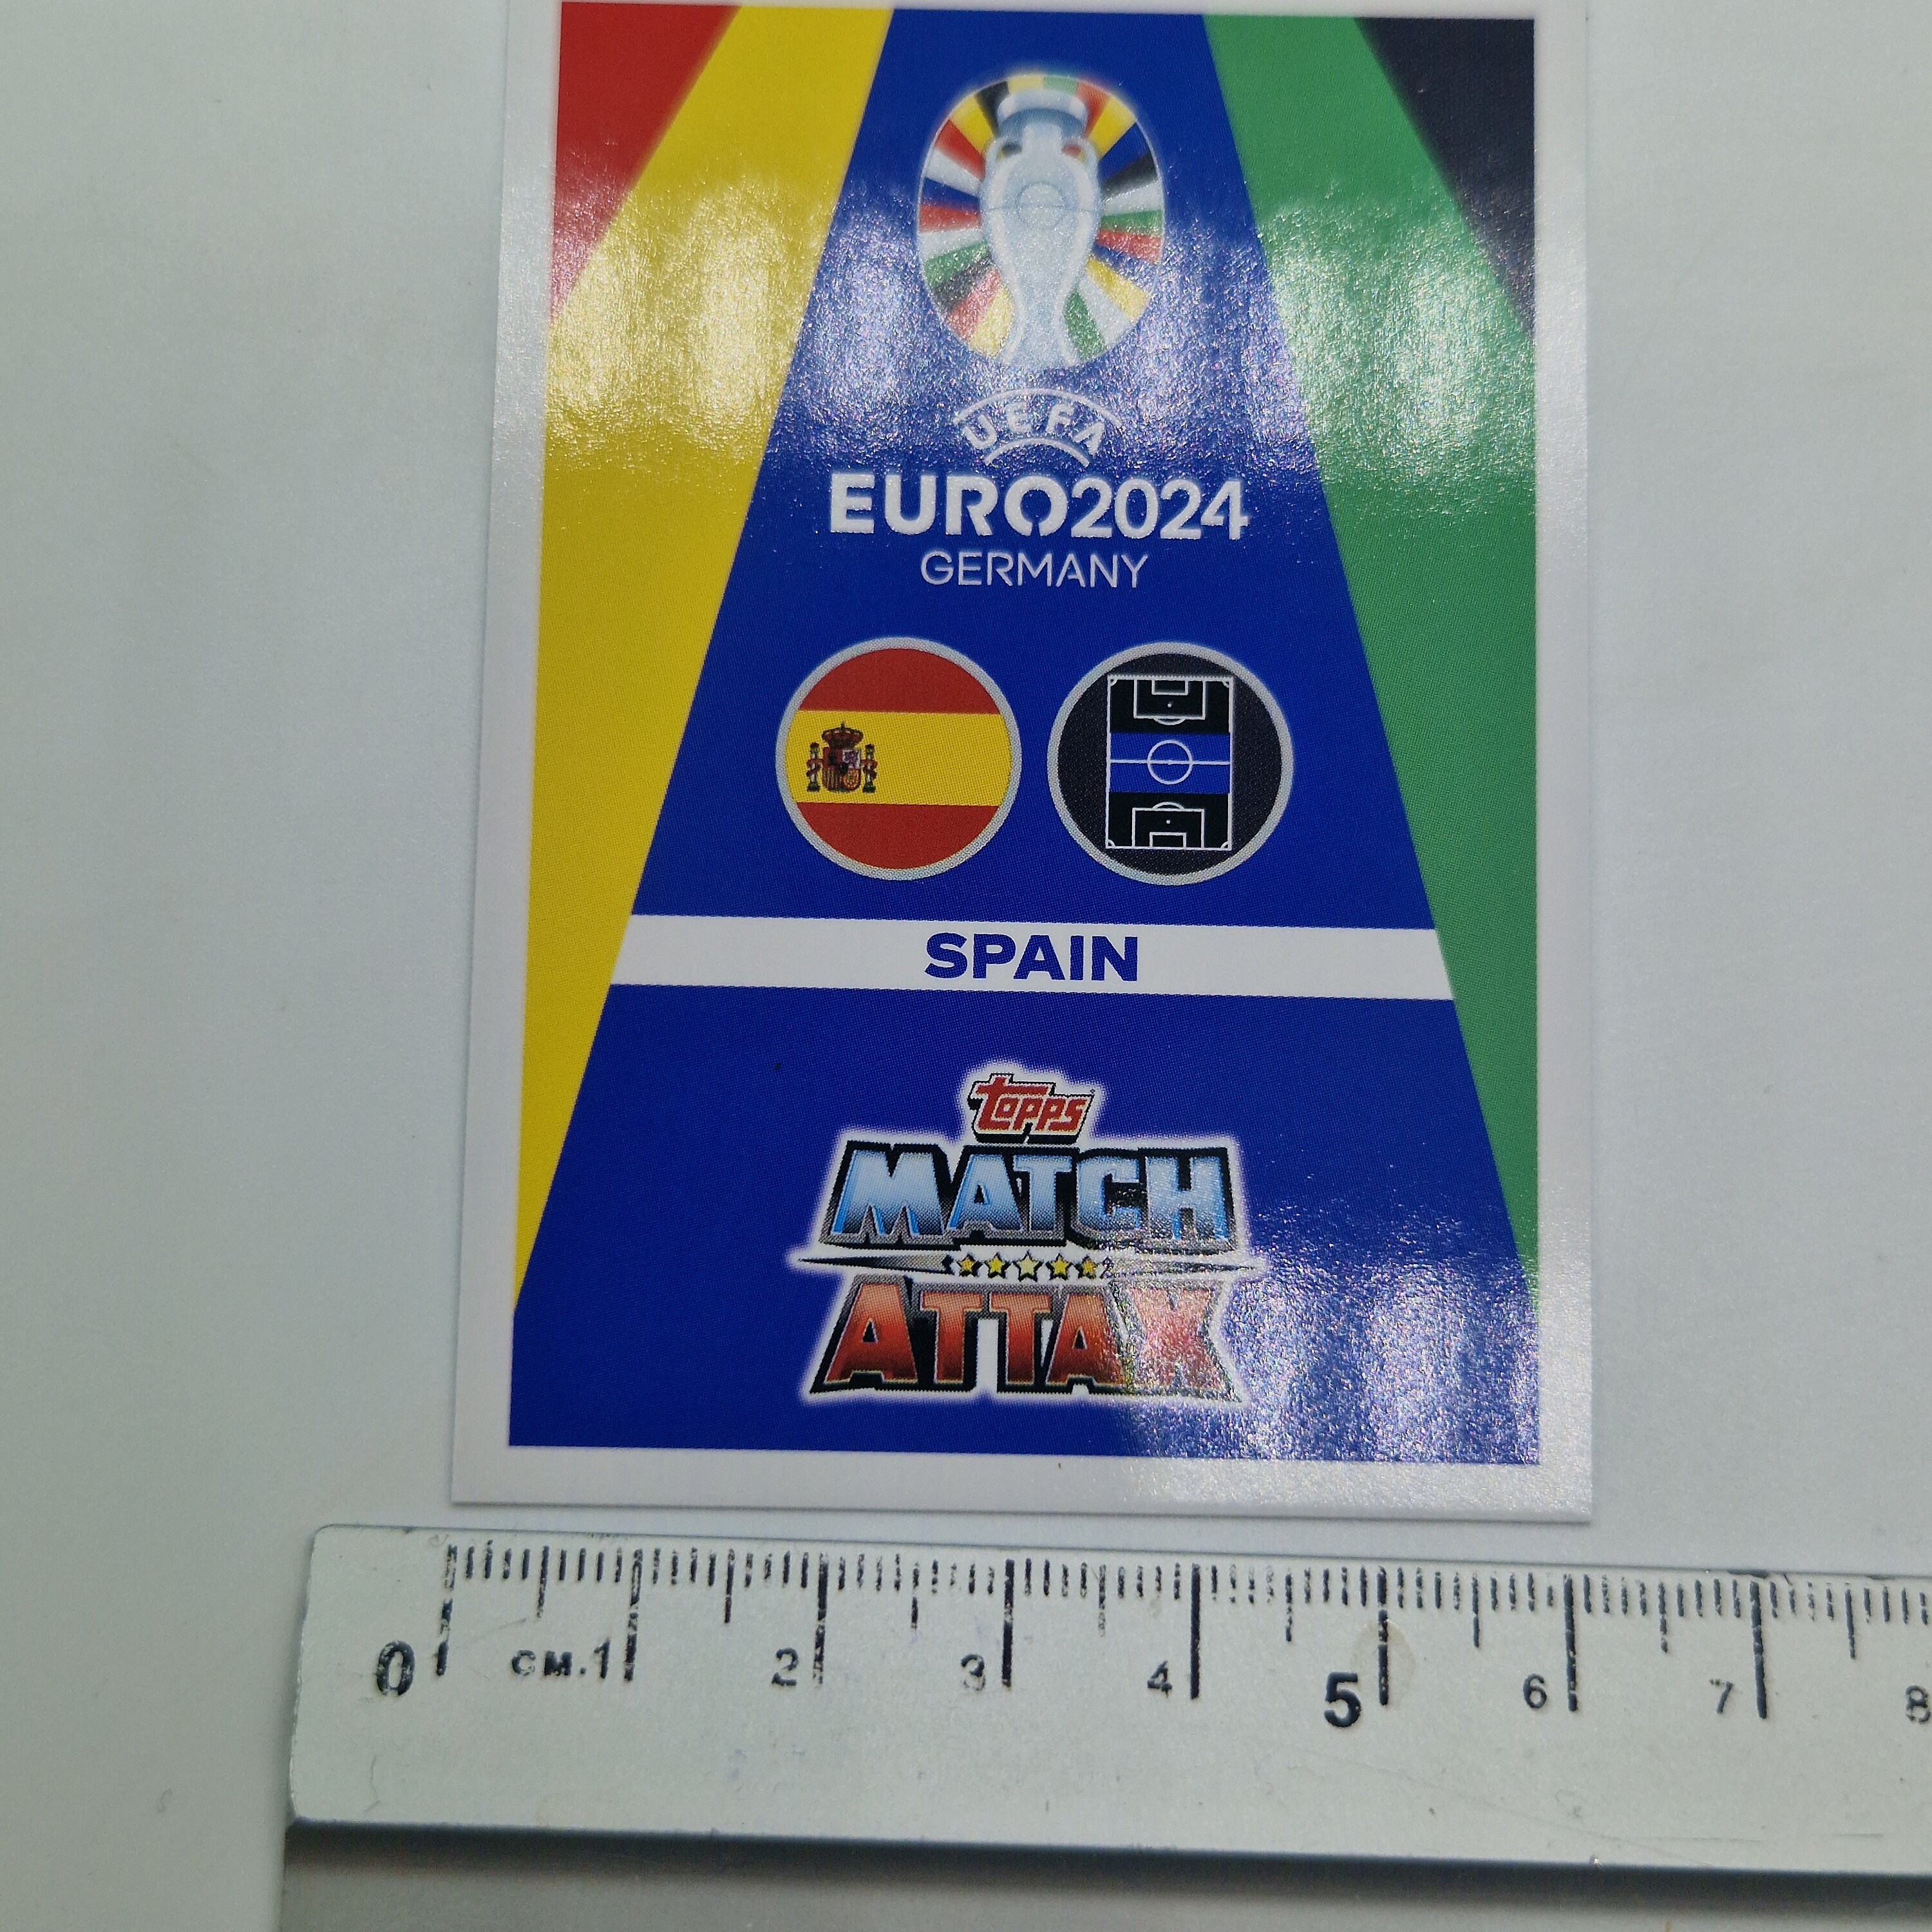 UEFA
EURO2024
GERMANY
SPAIN
topps
MATCH
ATTAX
0 CM.1 2 3 4 5 6 7 8